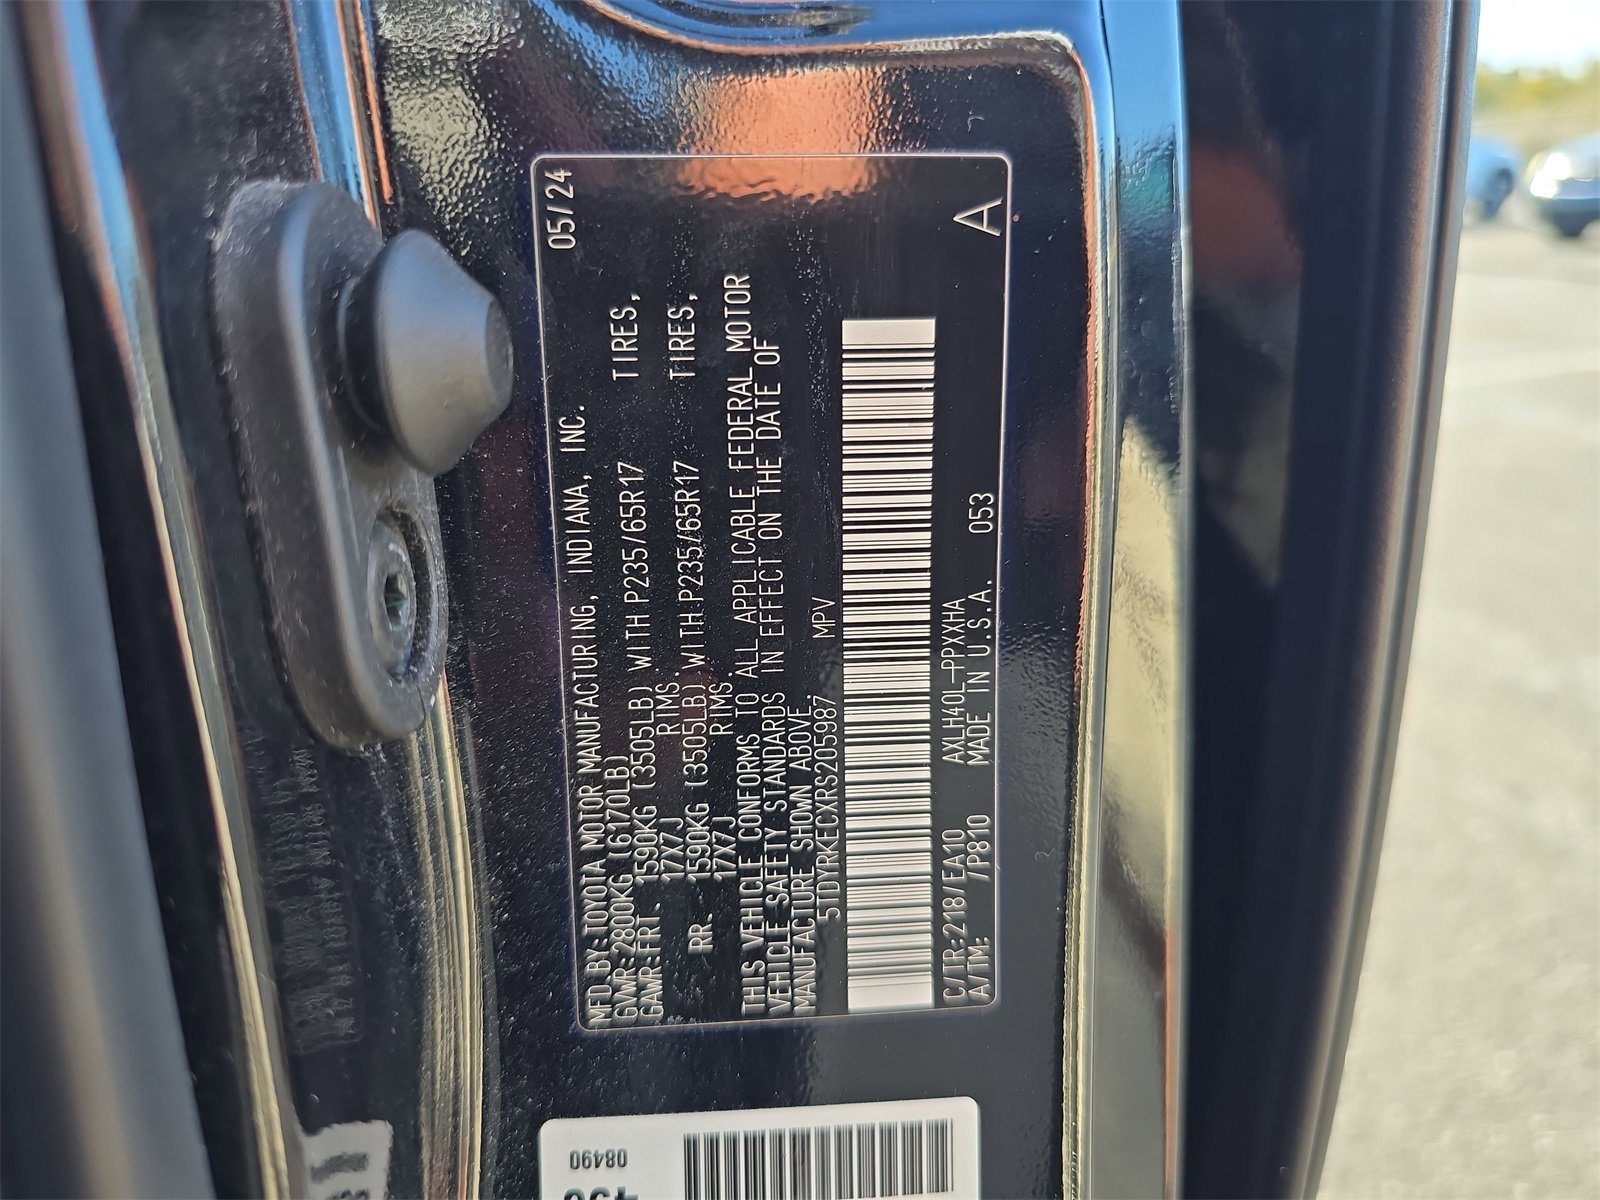 MFD BY: TOYOTA MOTOR MANUFACTURING, INDIANA, INC. 05/24
GVWR:2800KG (6170LB)
GAWR:FRT. 1590KG (3505LB) WITH P235/65R17 TIRES,
17X7J RIMS
RR. 1590KG (3505LB) WITH P235/65R17 TIRES,
17X7J RIMS.
THIS VEHICLE CONFORMS TO ALL APPLICABLE FEDERAL MOTOR
VEHICLE SAFETY STANDARDS IN EFFECT ON THE DATE OF
MANUFACTURE SHOWN ABOVE.
5TDYRKECXRS205987 MPV
C/TR:218/EA10 AXLH40L-PPXXHA
A/TM: /P810 MADE IN U.S.A. 053 A
08490